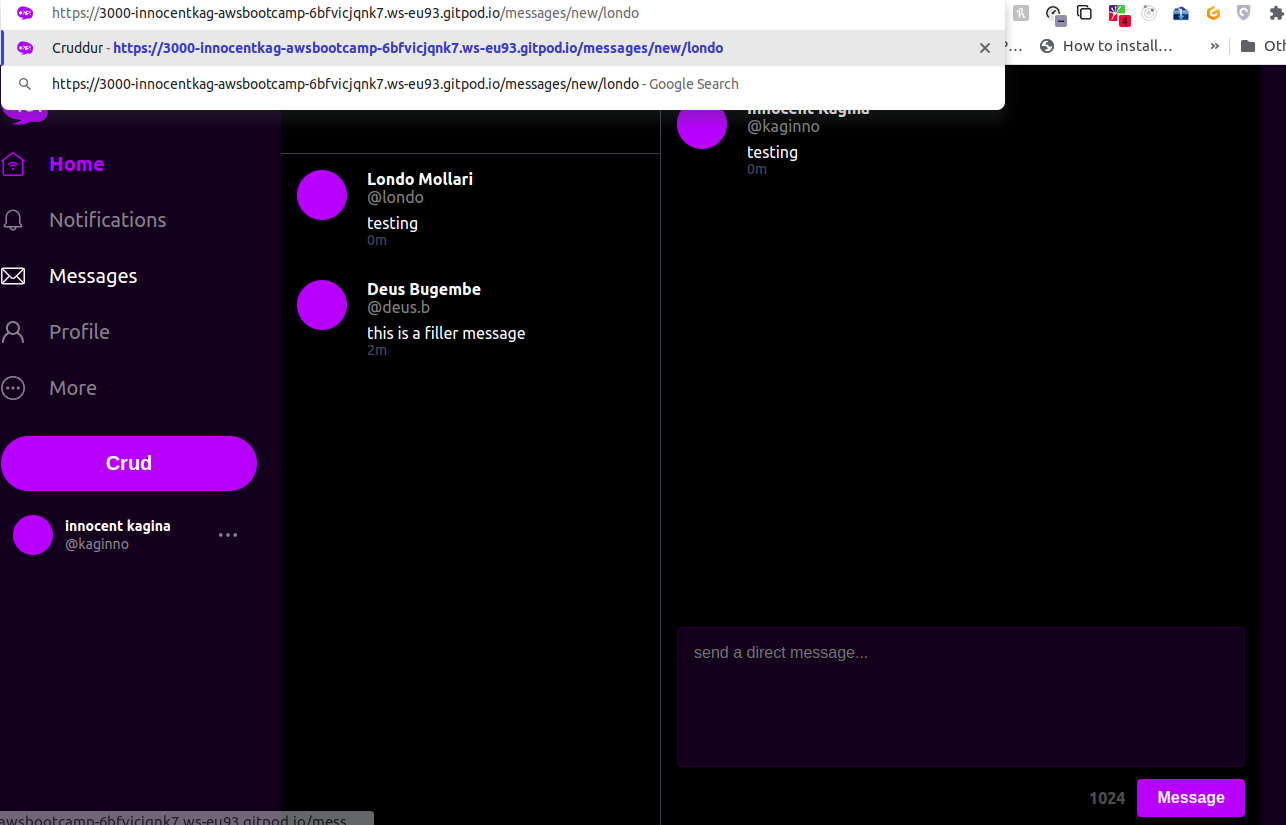 https://3000-innocentkag-awsbootcamp-6bfvicjqnk7.ws-eu93.gitpod.io/messages/new/londo
Cruddur - https://3000-innocentkag-awsbootcamp-6bfvicjqnk7.ws-eu93.gitpod.io/messages/new/londo
https://3000-innocentkag-awsbootcamp-6bfvicjqnk7.ws-eu93.gitpod.io/messages/new/londo - Google Search
4
How to install…
»
Home
Notifications
Messages
Profile
More
Crud
innocent kagina
@kaginno
Londo Mollari
@londo
testing
0m
Deus Bugembe
@deus.b
this is a filler message
2m
Innocent Kagina
@kaginno
testing
0m
send a direct message...
1024
Message
awsbootcamp-6bfvicjqnk7.ws-eu93.gitpod.io/mess…